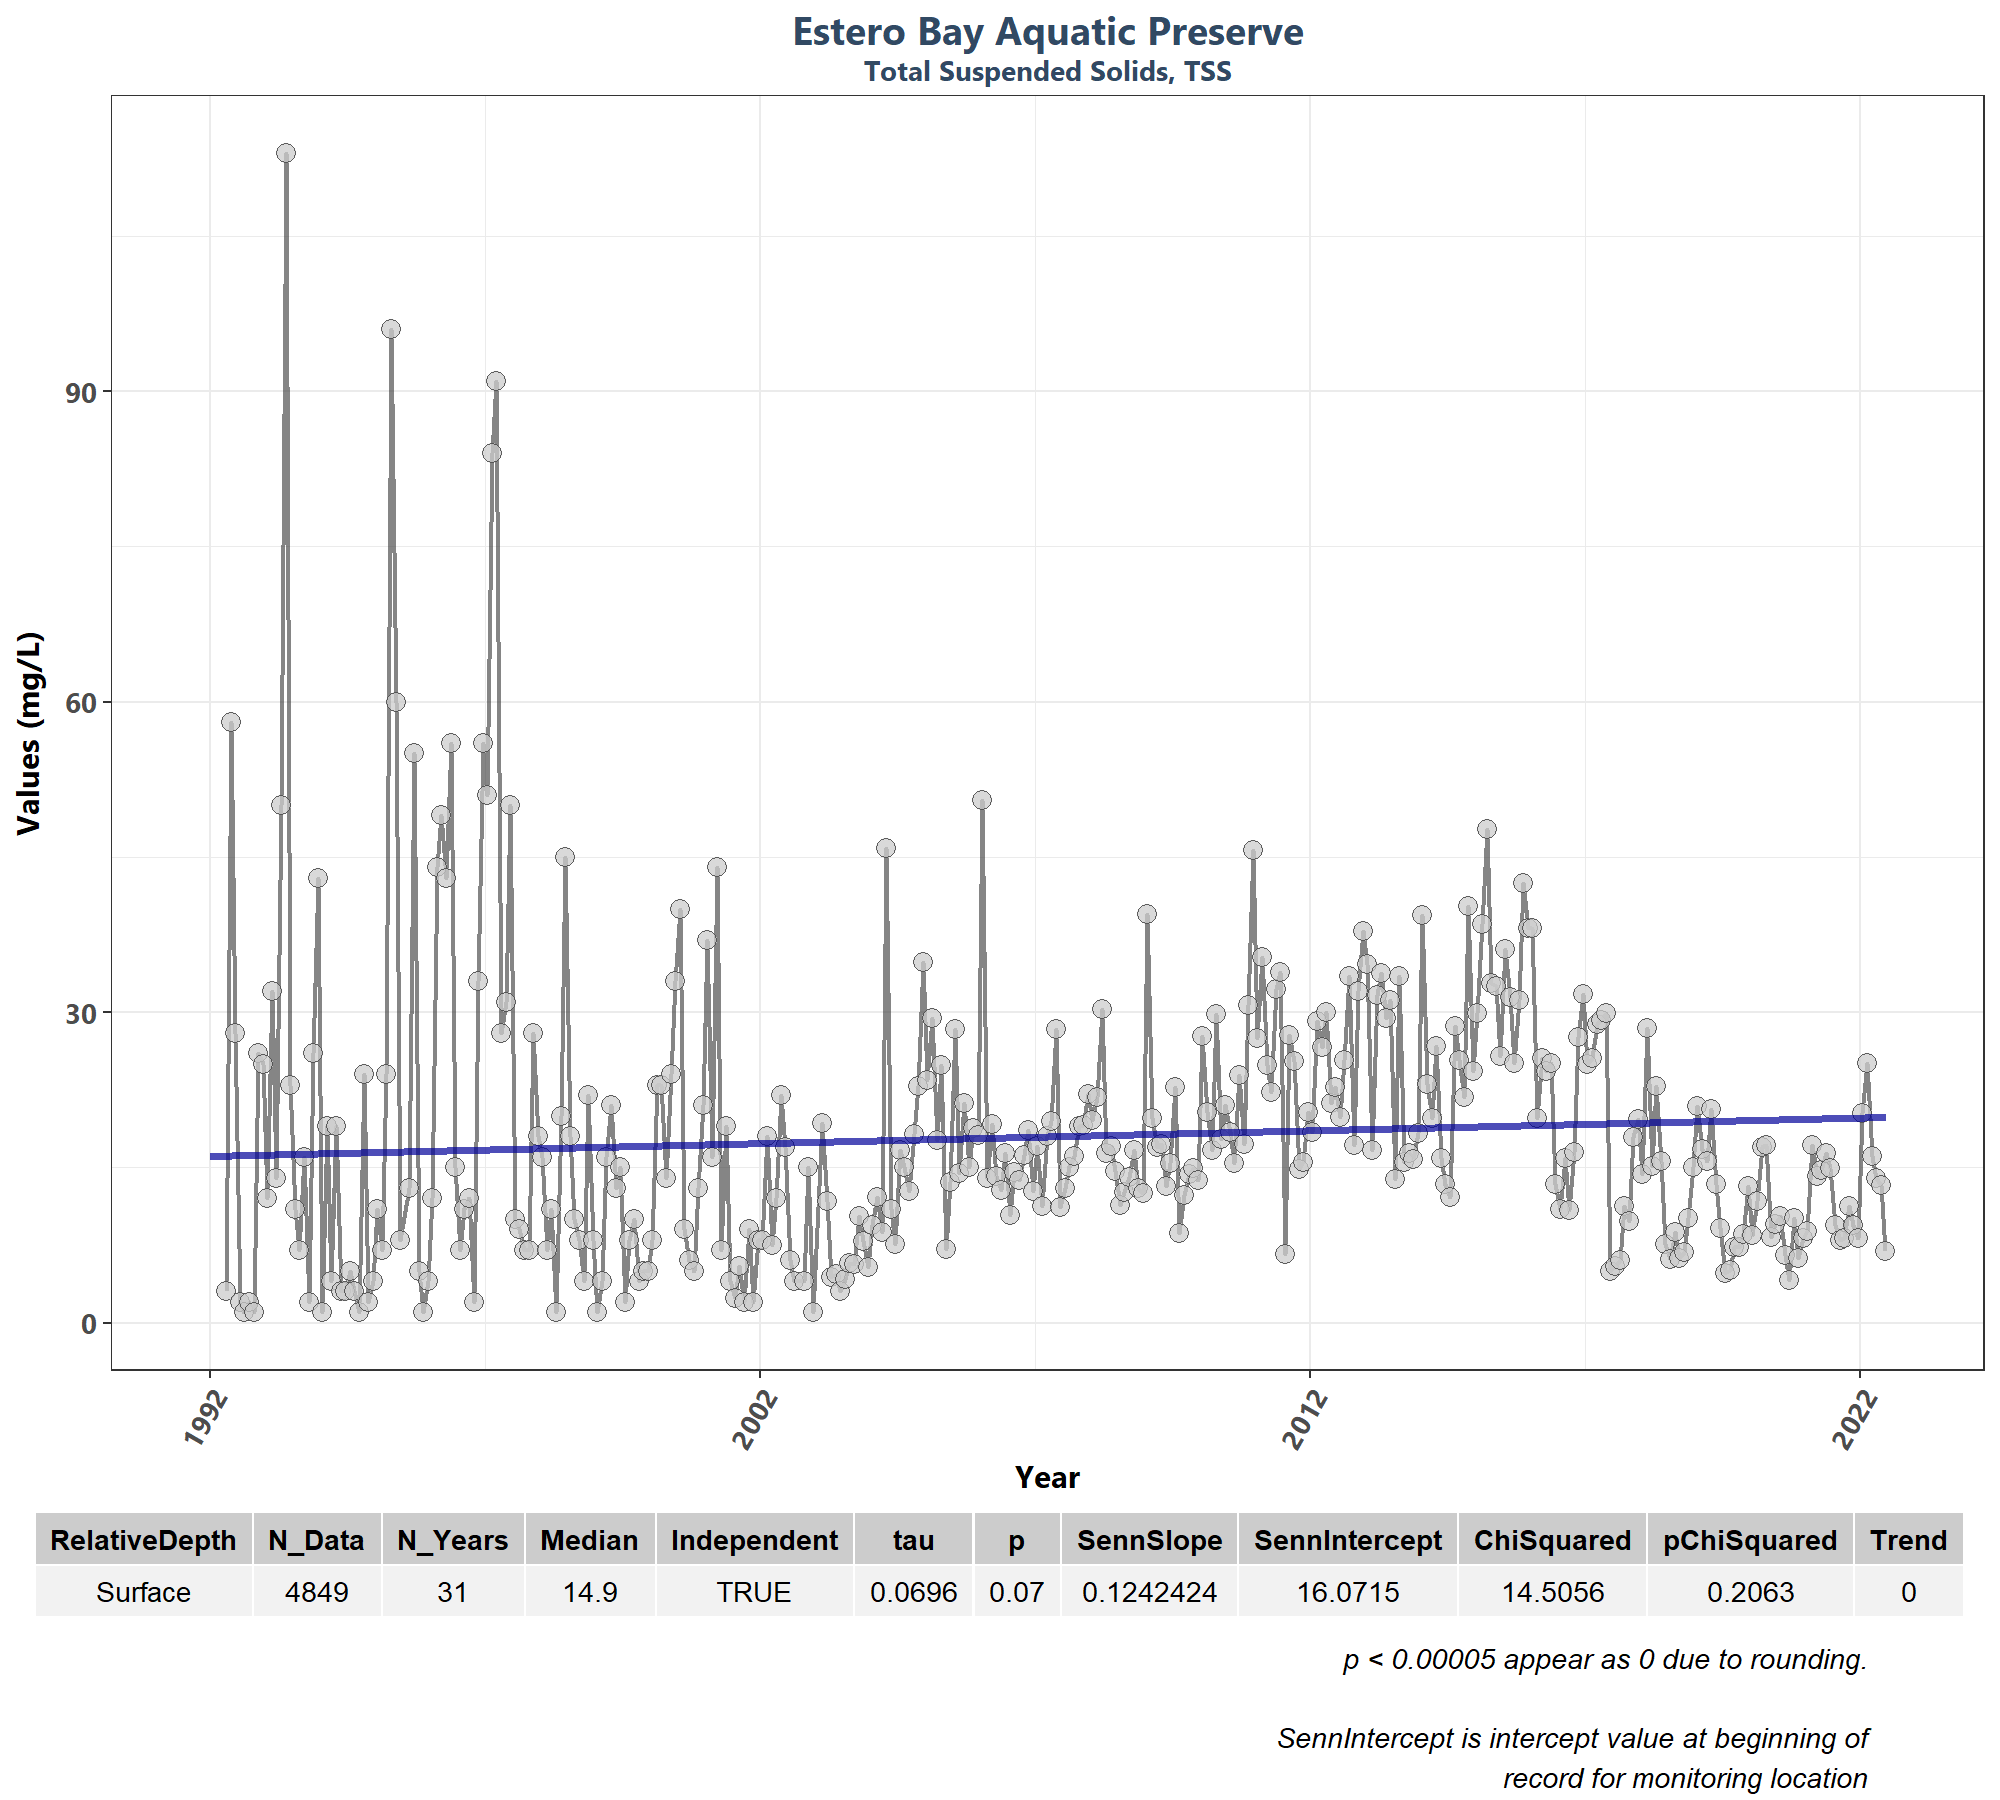 Estero Bay Aquatic Preserve
Total Suspended Solids, TSS
Values (mg/L)
90
60
30
0
1992 2002 2012 2022
Year
RelativeDepth N_Data N_Years Median Independent tau p SennSlope SennIntercept ChiSquared pChiSquared Trend
Surface 4849 31 14.9 TRUE 0.0696 0.07 0.1242424 16.0715 14.5056 0.2063 0
p < 0.00005 appear as 0 due to rounding.
SennIntercept is intercept value at beginning of
record for monitoring location